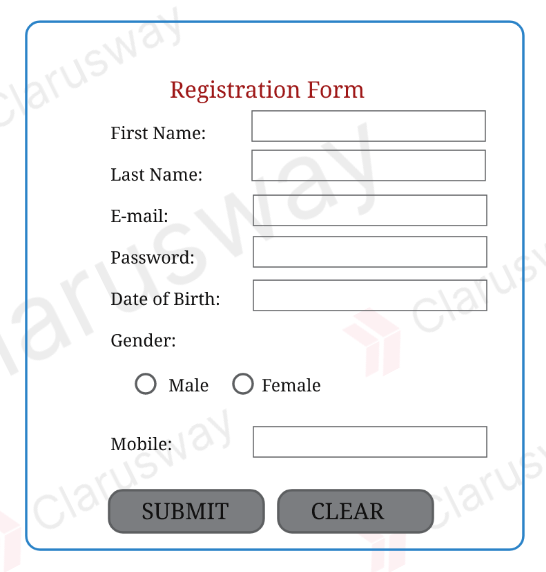 Clarusway
Registration Form
First Name:
Last Name:
E-mail:
Clarusway
Password:
Date of Birth:
Clarusway
Gender:
Male Female
Mobile:
Clarusway
Clarusway
SUBMIT CLEAR